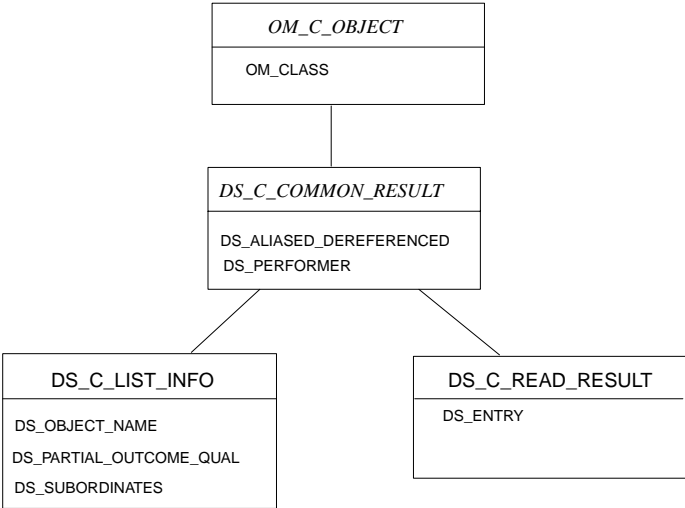 OM_C_OBJECT
OM_CLASS
DS_C_COMMON_RESULT
DS_ALIASED_DEREFERENCED
DS_PERFORMER
DS_C_LIST_INFO
DS_OBJECT_NAME
DS_PARTIAL_OUTCOME_QUAL
DS_SUBORDINATES
DS_C_READ_RESULT
DS_ENTRY